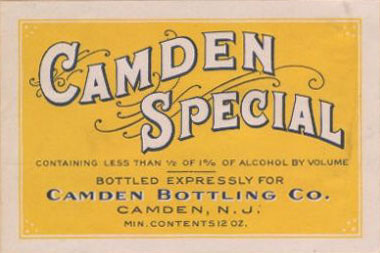 CAMDEN
SPECIAL
CONTAINING LESS THAN ½ OF 1% OF ALCOHOL BY VOLUME
BOTTLED EXPRESSLY FOR
CAMDEN BOTTLING CO.
CAMDEN, N.J.
MIN. CONTENTS 12 OZ.